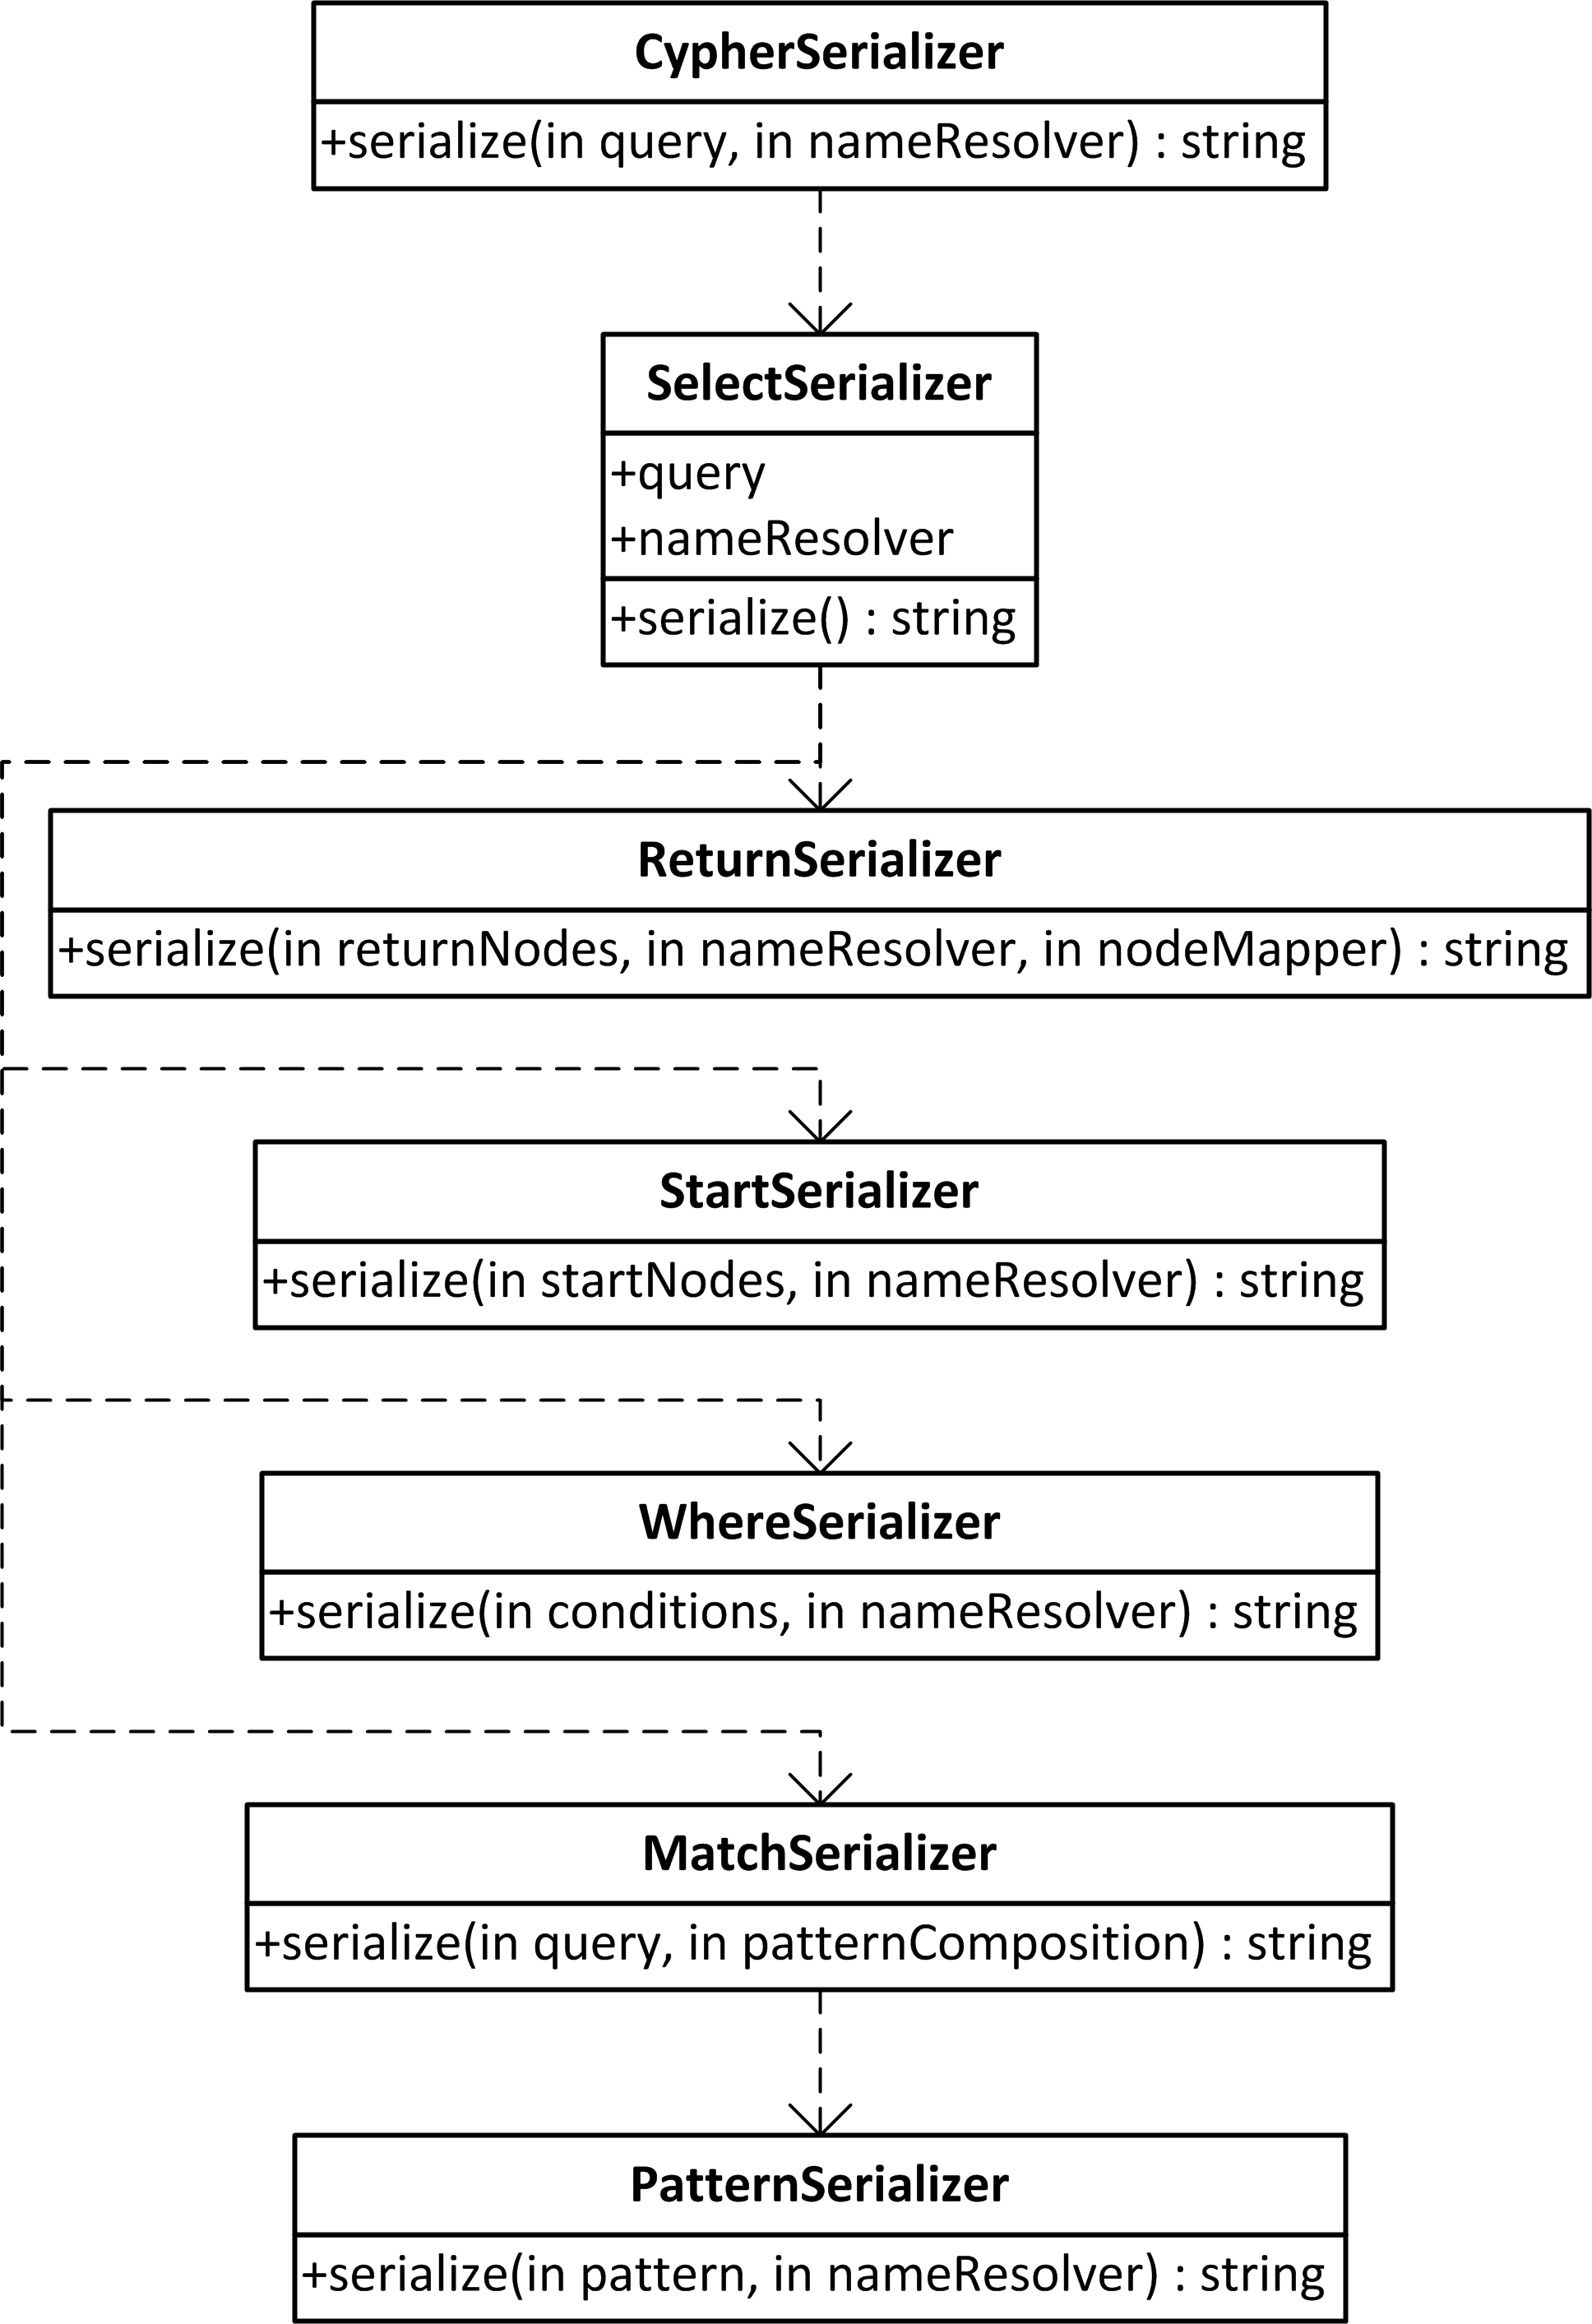 CypherSerializer
+serialize(in query, in nameResolver) : string
SelectSerializer
+query
+nameResolver
+serialize() : string
ReturnSerializer
+serialize(in returnNodes, in nameResolver, in nodeMapper) : string
StartSerializer
+serialize(in startNodes, in nameResolver) : string
WhereSerializer
+serialize(in conditions, in nameResolver) : string
MatchSerializer
+serialize(in query, in patternComposition) : string
PatternSerializer
+serialize(in pattern, in nameResolver) : string